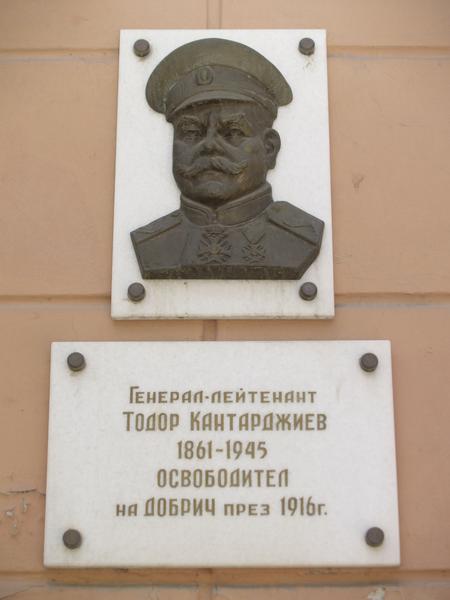 Генерал-лейтенант
Тодор Кантарджиев
1861-1945
освободител
на Добрич през 1916г.